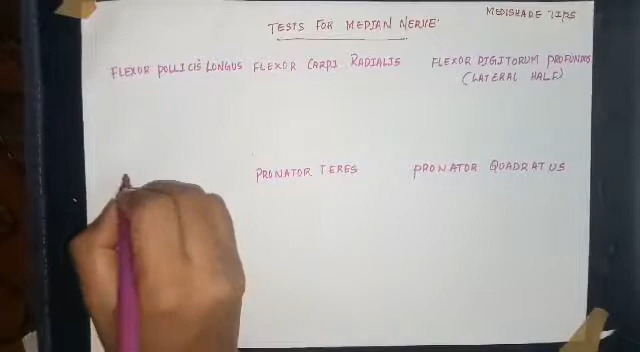 MEDISHADE
TESTS FOR MEDIAN NERVE
FLEXOR POLLICIS LONGUS FLEXOR CARPI RADIALIS FLEXOR DIGITORUM PROFUNDUS
(LATERAL HALF)
PRONATOR TERES PRONATOR QUADRATUS